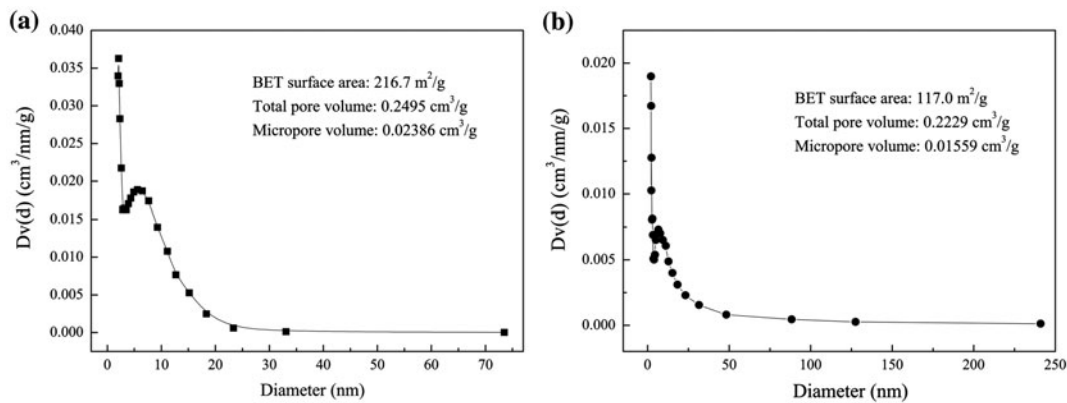 (a)
0.040
0.035
0.030
0.025
0.020
0.015
0.010
0.005
0.000
Dv(d) (cm³/nm/g)
BET surface area: 216.7 m²/g
Total pore volume: 0.2495 cm³/g
Micropore volume: 0.02386 cm³/g
0 10 20 30 40 50 60 70
Diameter (nm)
(b)
0.020
0.015
0.010
0.005
0.000
Dv(d) (cm³/nm/g)
BET surface area: 117.0 m²/g
Total pore volume: 0.2229 cm³/g
Micropore volume: 0.01559 cm³/g
0 50 100 150 200 250
Diameter (nm)